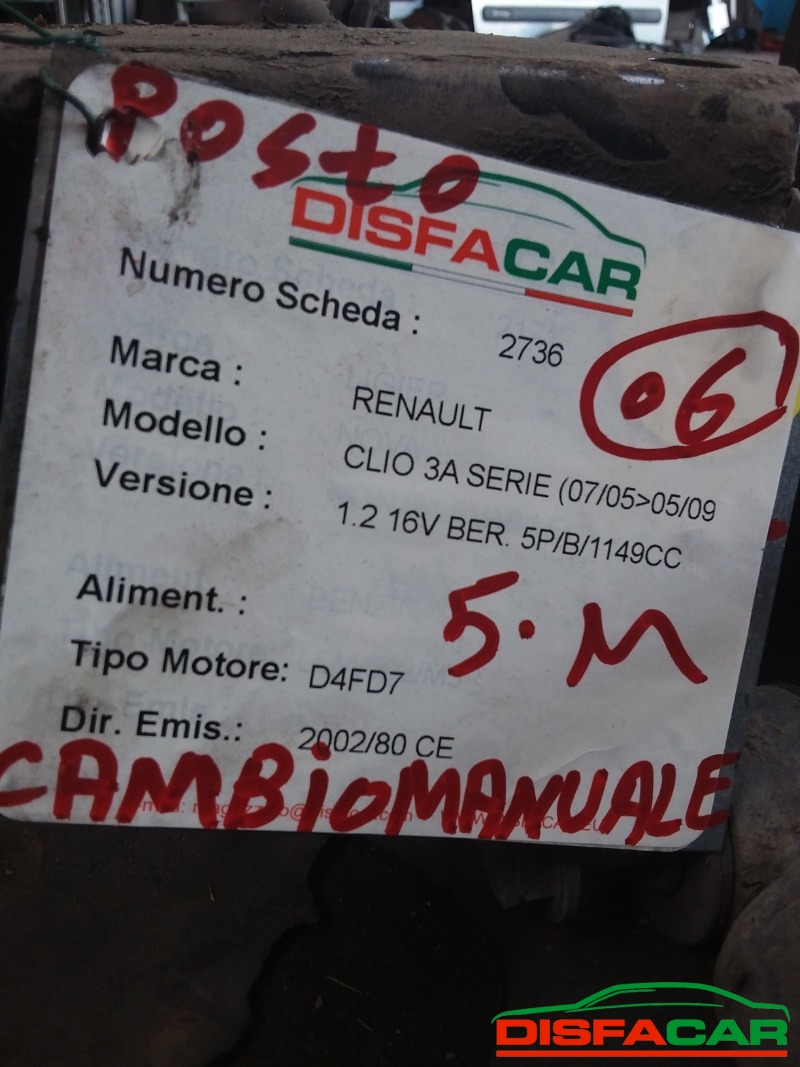 Posto
DISFACAR
Numero Scheda : 2736
06
Marca : RENAULT
Modello : CLIO 3A SERIE (07/05>05/09
Versione : 1.2 16V BER. 5P/B/1149CC
Aliment. :
5.M
Tipo Motore: D4FD7
Dir. Emis.: 2002/80 CE
CAMBIOMANUALE
DISFACAR